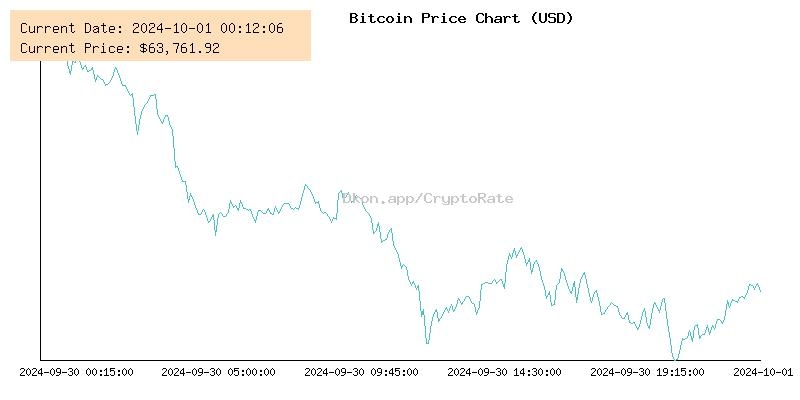 Bitcoin Price Chart (USD)
Current Date: 2024-10-01 00:12:06
Current Price: $63,761.92
Dkon.app/CryptoRate
2024-09-30 00:15:00 2024-09-30 05:00:00 2024-09-30 09:45:00 2024-09-30 14:30:00 2024-09-30 19:15:00 2024-10-01